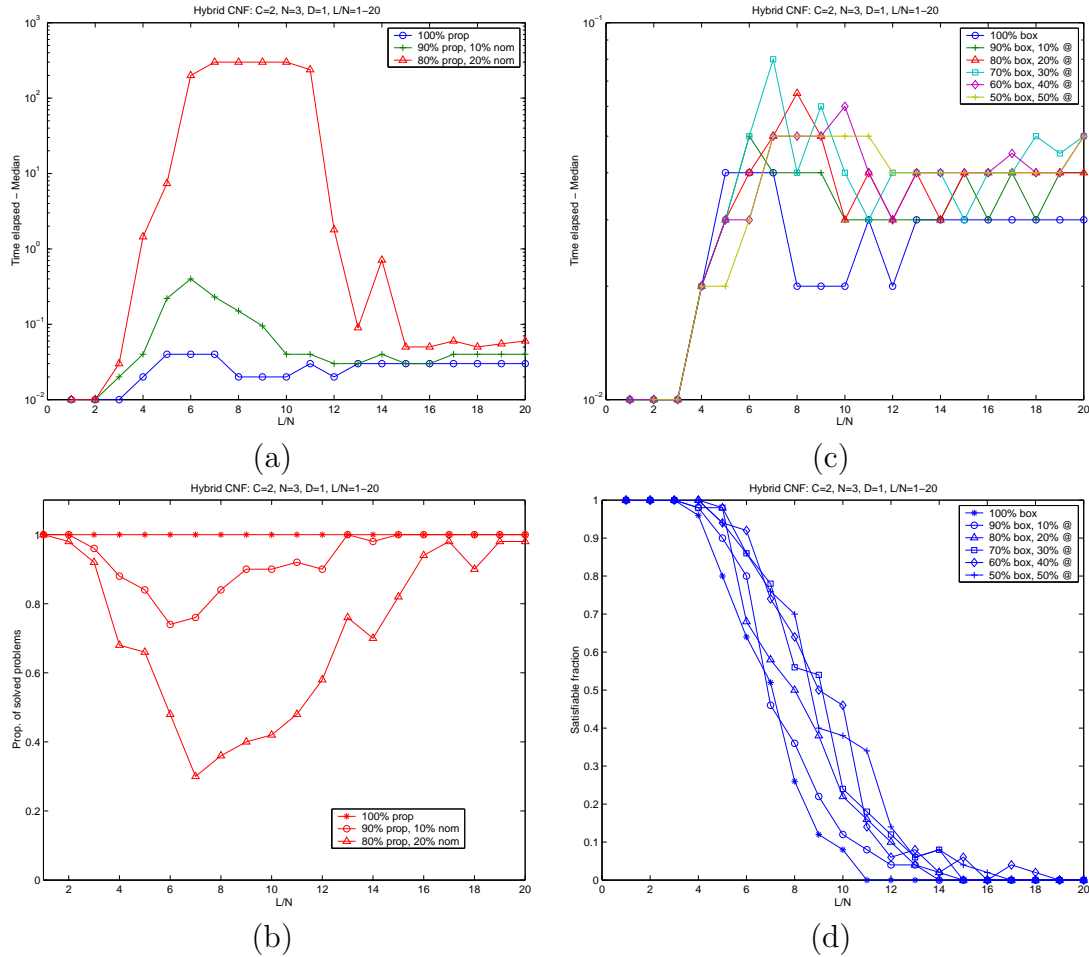 Hybrid CNF: C=2, N=3, D=1, L/N=1−20
10³
10²
10¹
10⁰
10⁻¹
10⁻²
Time elapsed − Median
100% prop
90% prop, 10% nom
80% prop, 20% nom
0 2 4 6 8 10 12 14 16 18 20
L/N
(a)
Hybrid CNF: C=2, N=3, D=1, L/N=1−20
10⁻¹
10⁻²
Time elapsed − Median
100% box
90% box, 10% @
80% box, 20% @
70% box, 30% @
60% box, 40% @
50% box, 50% @
0 2 4 6 8 10 12 14 16 18 20
L/N
(c)
Hybrid CNF: C=2, N=3, D=1, L/N=1−20
1
0.8
0.6
0.4
0.2
0
Prop. of solved problems
100% prop
90% prop, 10% nom
80% prop, 20% nom
2 4 6 8 10 12 14 16 18 20
L/N
(b)
Hybrid CNF: C=2, N=3, D=1, L/N=1−20
1
0.9
0.8
0.7
0.6
0.5
0.4
0.3
0.2
0.1
0
Satisfiable fraction
100% box
90% box, 10% @
80% box, 20% @
70% box, 30% @
60% box, 40% @
50% box, 50% @
0 2 4 6 8 10 12 14 16 18 20
L/N
(d)